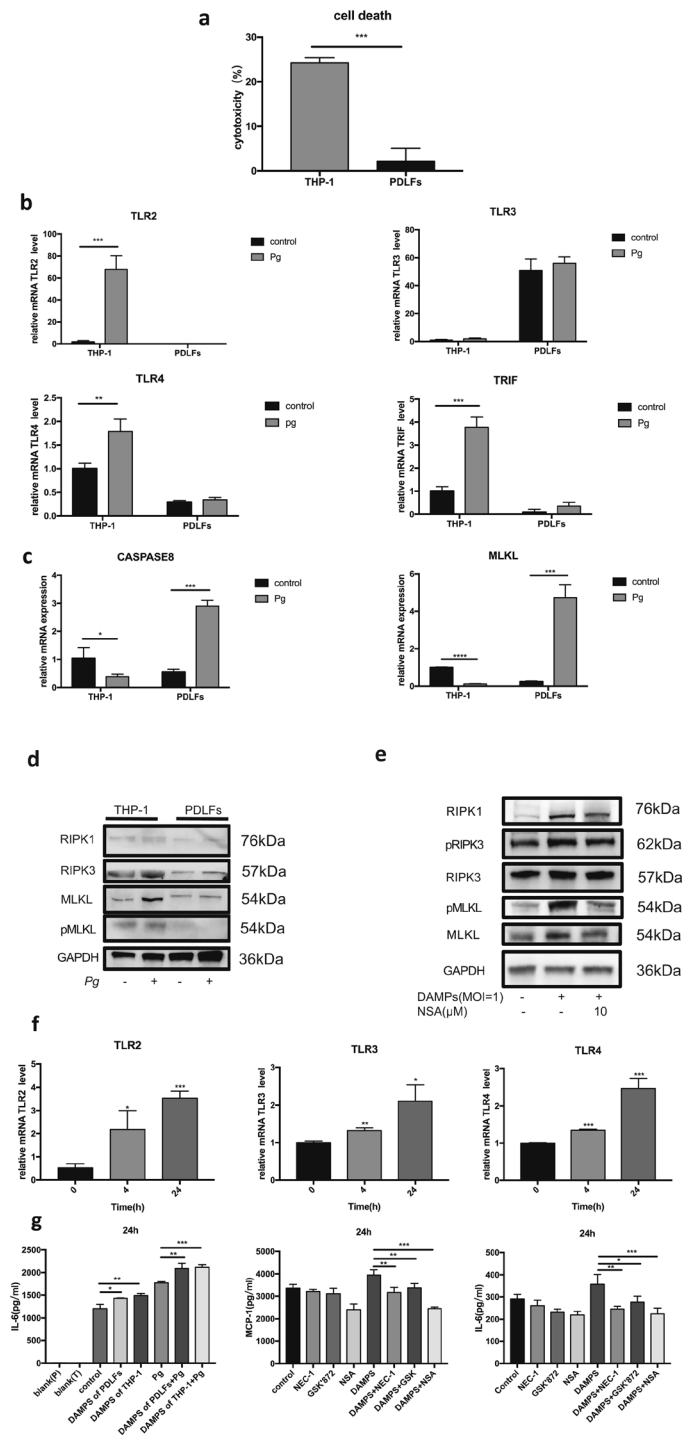 a
cell death
***
cytotoxicity (%)
30
20
10
0
THP-1
PDLFs
b
TLR2
relative mRNA TLR2 level
100
80
60
40
20
0
***
control
Pg
THP-1
PDLFs
TLR3
relative mRNA TLR3 level
80
60
40
20
0
control
Pg
THP-1
PDLFs
TLR4
relative mRNA TLR4 level
2.5
2.0
1.5
1.0
0.5
0.0
**
control
pg
THP-1
PDLFs
TRIF
relative mRNA TRIF level
5
4
3
2
1
0
***
control
Pg
THP-1
PDLFs
c
CASPASE8
relative mRNA expression
4
3
2
1
0
*
***
control
Pg
THP-1
PDLFs
MLKL
relative mRNA expression
6
4
2
0
****
***
control
Pg
THP-1
PDLFs
d
THP-1 PDLFs
RIPK1 76kDa
RIPK3 57kDa
MLKL 54kDa
pMLKL 54kDa
GAPDH 36kDa
Pg - + - +
e
RIPK1 76kDa
pRIPK3 62kDa
RIPK3 57kDa
pMLKL 54kDa
MLKL 54kDa
GAPDH 36kDa
DAMPs(MOI=1) - + +
NSA(μM) - - 10
f
TLR2
relative mRNA TLR2 level
5
4
3
2
1
0
*
***
0 4 24
Time(h)
TLR3
relative mRNA TLR3 level
3
2
1
0
**
*
0 4 24
Time(h)
TLR4
relative mRNA TLR4 level
3
2
1
0
***
***
0 4 24
Time(h)
g
24h
IL-6(pg/ml)
2500
2000
1500
1000
500
0
**
*
***
**
blank(P)
blank(T)
control
DAMPS of PDLFs
DAMPS of THP-1
Pg
DAMPS of PDLFs+Pg
DAMPS of THP-1+Pg
24h
MCP-1(pg/ml)
5000
4000
3000
2000
1000
0
***
**
**
control
NEC-1
GSK'872
NSA
DAMPS
DAMPS+NEC-1
DAMPS+GSK
DAMPS+NSA
24h
IL-6(pg/ml)
500
400
300
200
100
0
***
*
**
control
NEC-1
GSK'872
NSA
DAMPS
DAMPS+NEC-1
DAMPS+GSK'872
DAMPS+NSA